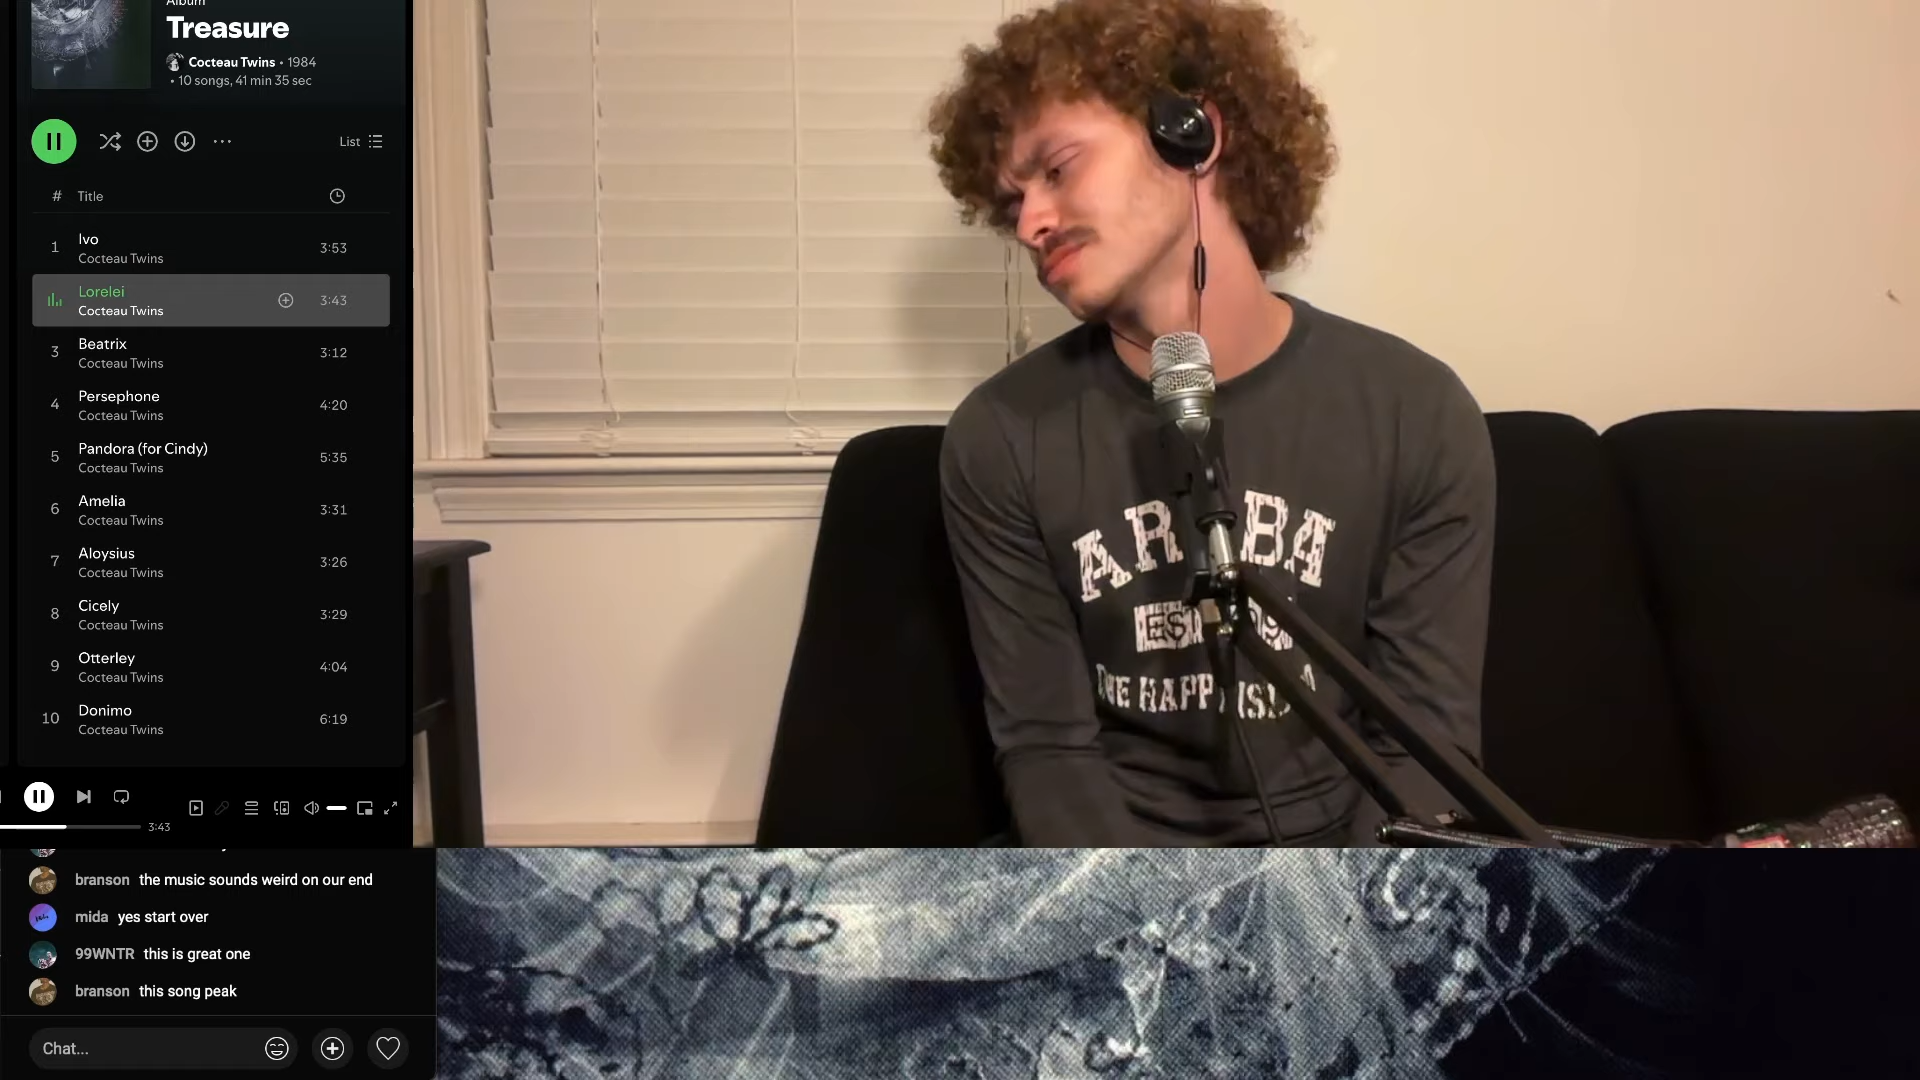 Album
Treasure
Cocteau Twins • 1984
• 10 songs, 41 min 35 sec
List
# Title
1 Ivo 3:53
Cocteau Twins
Lorelei 3:43
Cocteau Twins
3 Beatrix 3:12
Cocteau Twins
4 Persephone 4:20
Cocteau Twins
5 Pandora (for Cindy) 5:35
Cocteau Twins
6 Amelia 3:31
Cocteau Twins
7 Aloysius 3:26
Cocteau Twins
8 Cicely 3:29
Cocteau Twins
9 Otterley 4:04
Cocteau Twins
10 Donimo 6:19
Cocteau Twins
3:43
branson the music sounds weird on our end
mida yes start over
99WNTR this is great one
branson this song peak
Chat...
HAPP